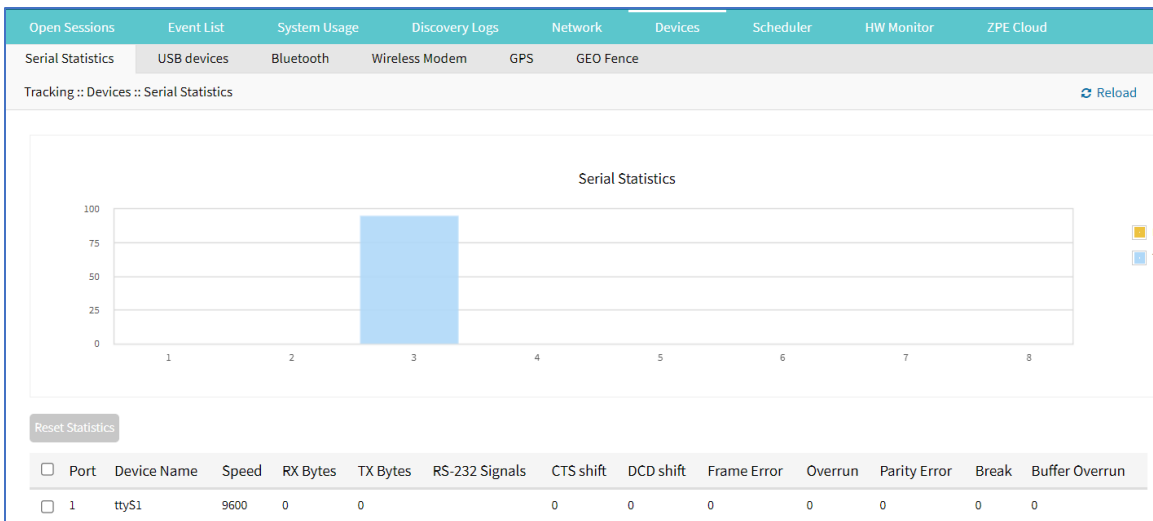 Open Sessions Event List System Usage Discovery Logs Network Devices Scheduler HW Monitor ZPE Cloud
Serial Statistics USB devices Bluetooth Wireless Modem GPS GEO Fence
Tracking :: Devices :: Serial Statistics Reload
Serial Statistics
100
75
50
25
0
1 2 3 4 5 6 7 8
Reset Statistics
Port Device Name Speed RX Bytes TX Bytes RS-232 Signals CTS shift DCD shift Frame Error Overrun Parity Error Break Buffer Overrun
1 ttyS1 9600 0 0 0 0 0 0 0 0 0